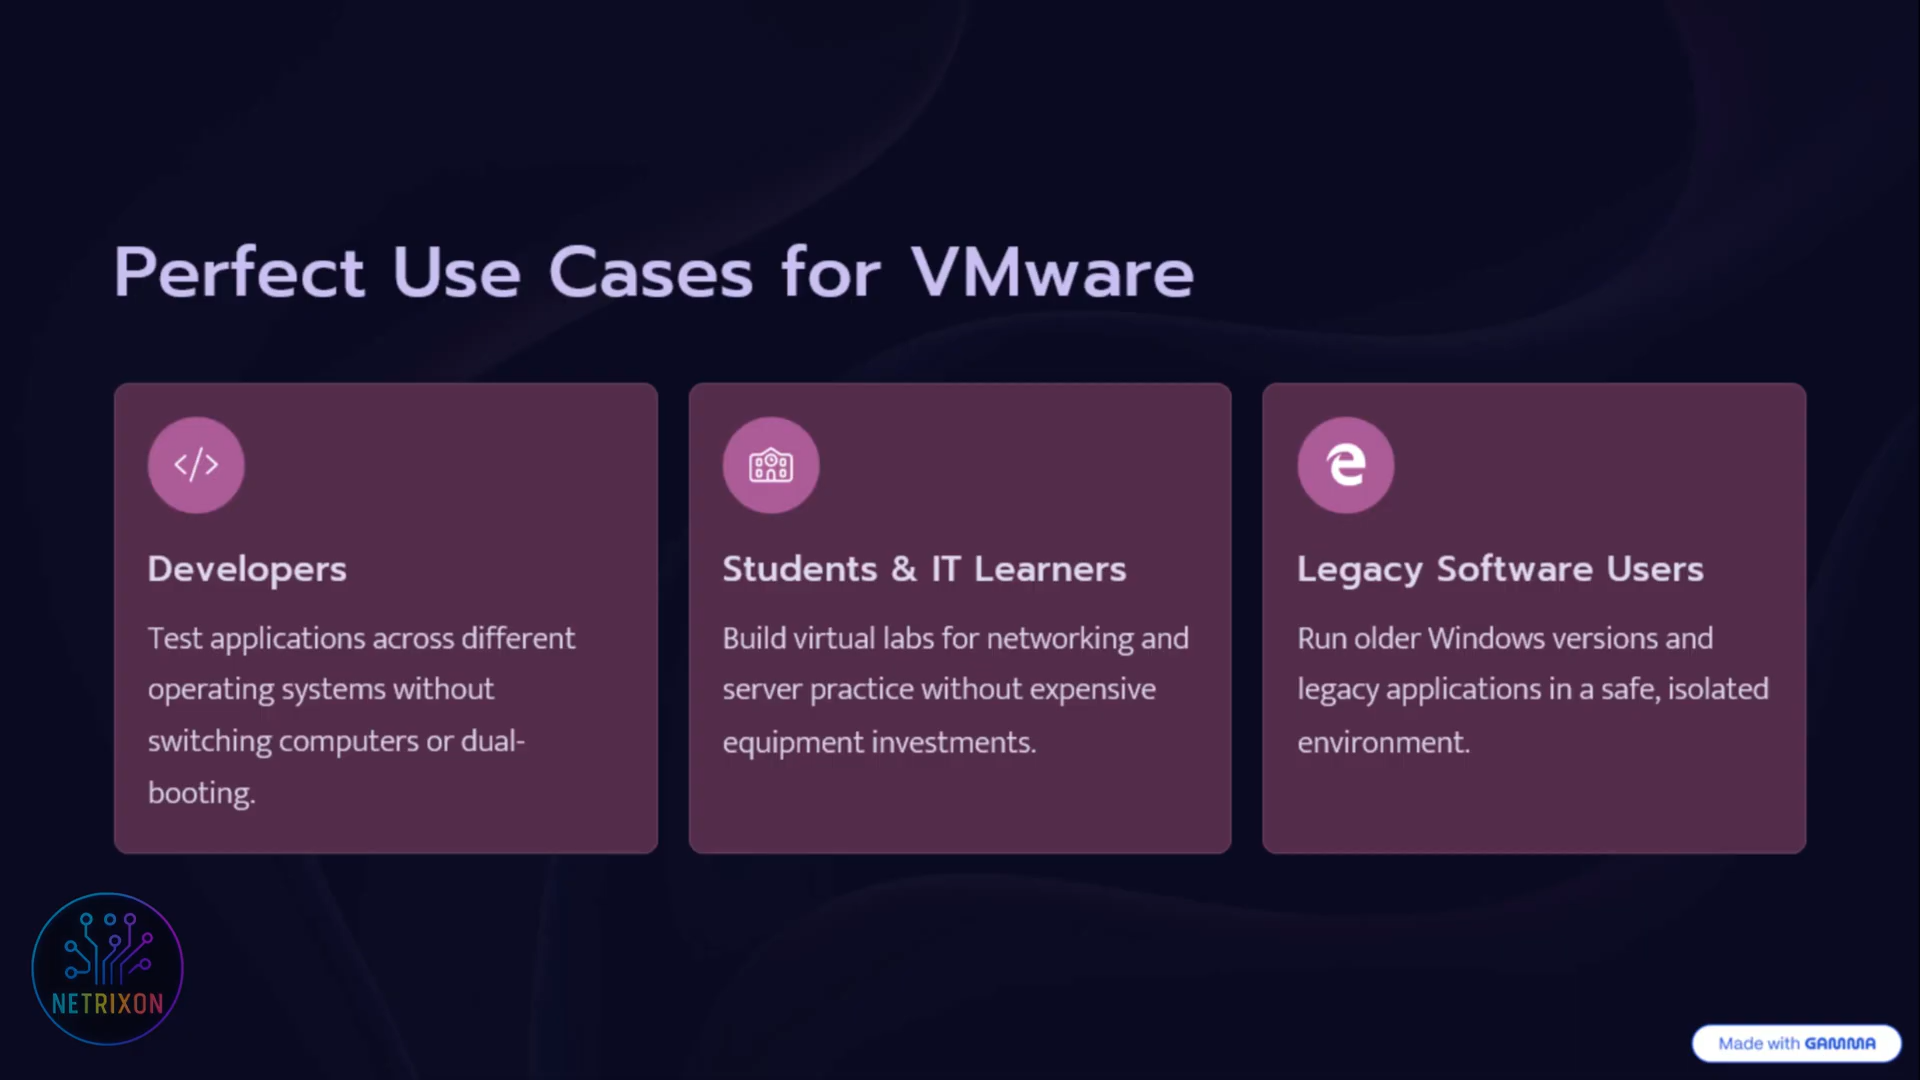 Perfect Use Cases for VMware
</>
Developers
Test applications across different
operating systems without
switching computers or dual-
booting.
Students & IT Learners
Build virtual labs for networking and
server practice without expensive
equipment investments.
Legacy Software Users
Run older Windows versions and
legacy applications in a safe, isolated
environment.
NETRIXON
Made with GAMMA